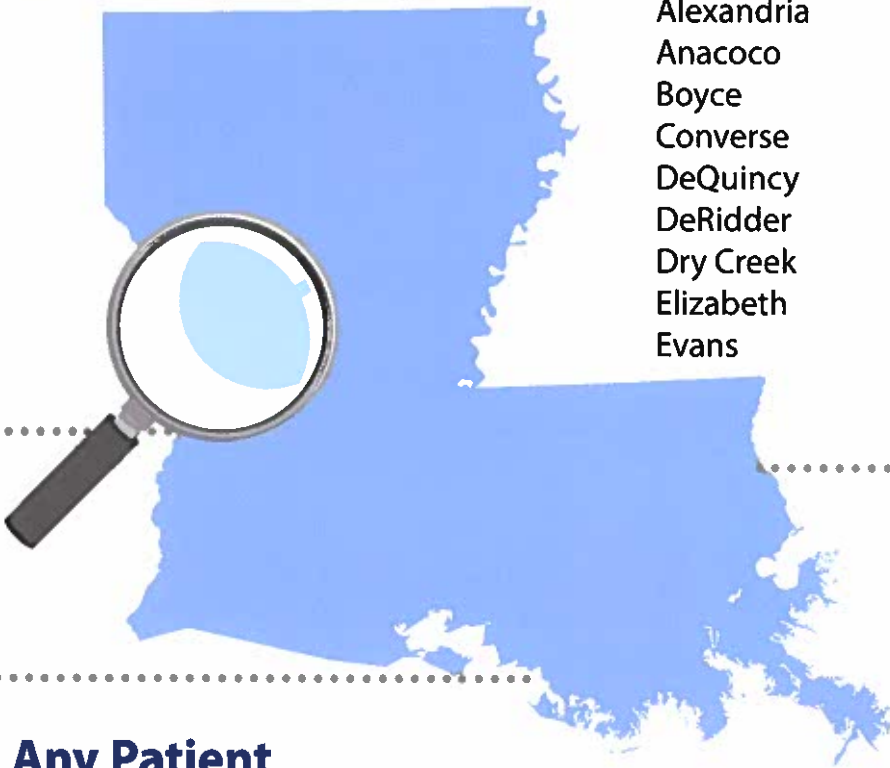 Alexandria
Anacoco
Boyce
Converse
DeQuincy
DeRidder
Dry Creek
Elizabeth
Evans
Any Patient